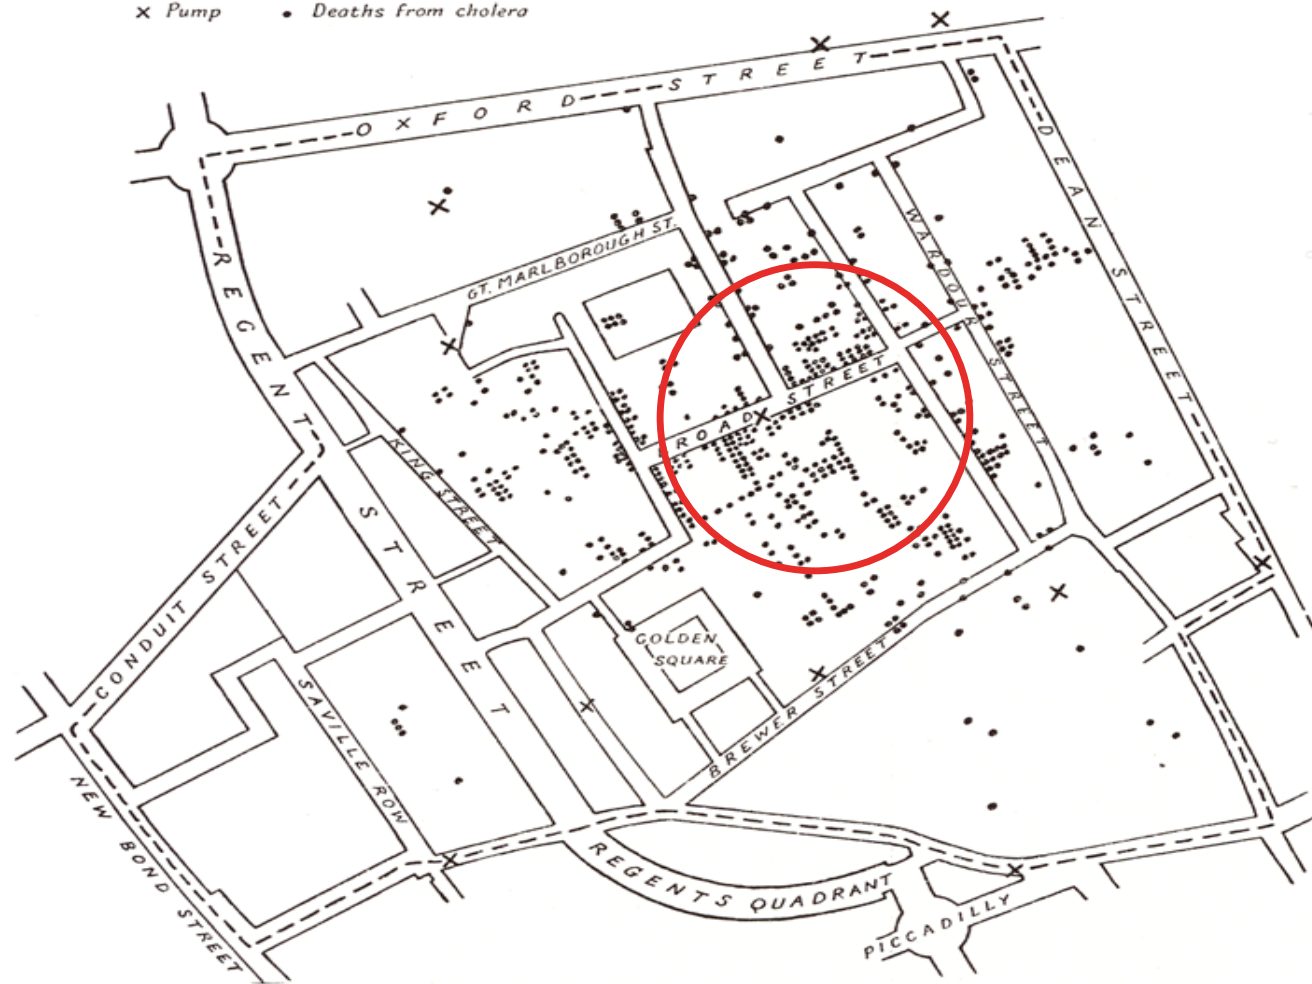 × Pump • Deaths from cholera
OXFORD STREET
DEAN STREET
REGENT STREET
GT. MARLBOROUGH ST.
WARDOUR STREET
BROAD STREET
KING STREET
CONDUIT STREET
GOLDEN
SQUARE
SAVILLE ROW
BREWER STREET
NEW BOND STREET
REGENTS QUADRANT
PICCADILLY